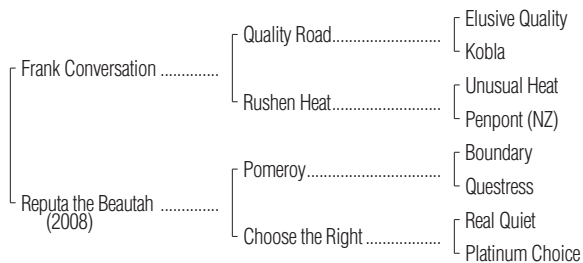 Elusive Quality
Quality Road
Kobla
Frank Conversation
Unusual Heat
Rushen Heat
Penpont (NZ)
Boundary
Pomeroy
Questress
Reputa the Beautah
(2008)
Real Quiet
Choose the Right
Platinum Choice